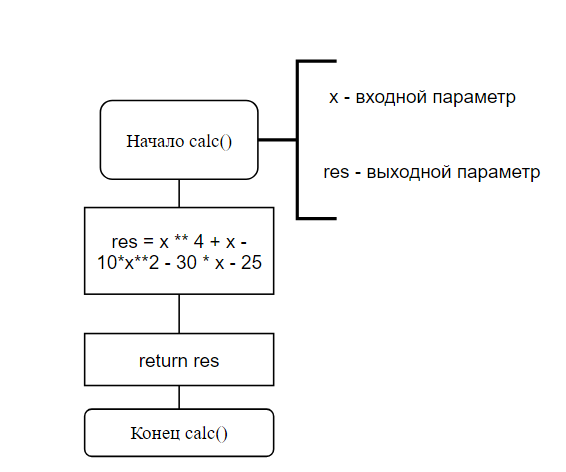 x - входной параметр
Начало calc()
res - выходной параметр
res = x ** 4 + x -
10*x**2 - 30 * x - 25
return res
Конец calc()